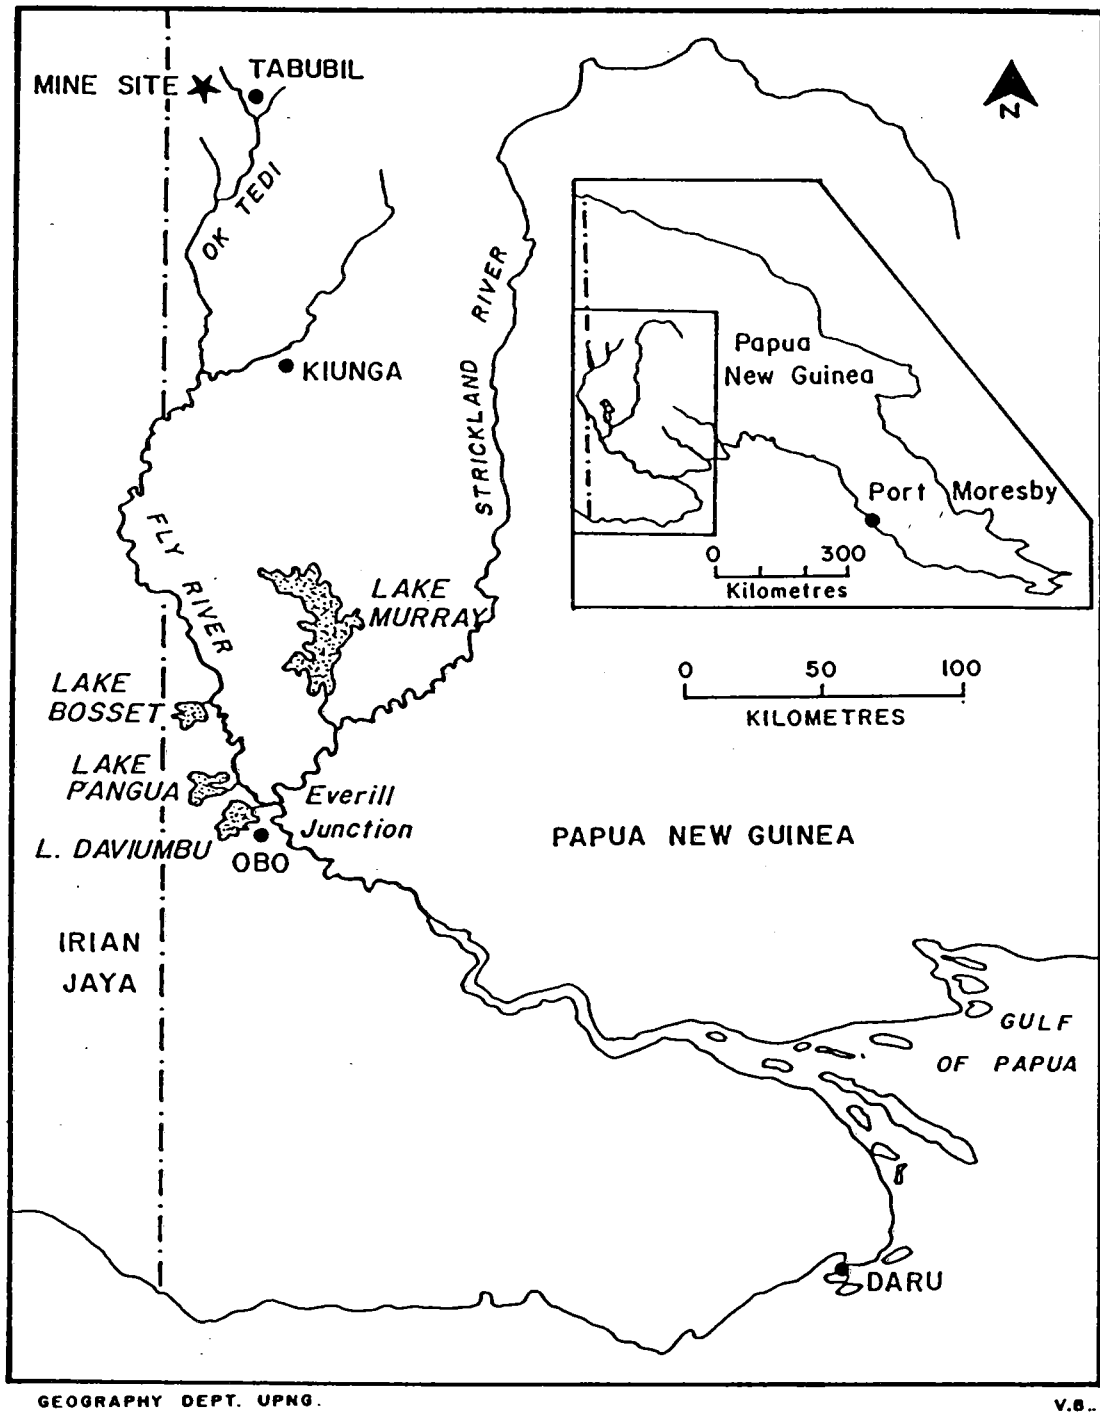 MINE SITE
TABUBIL
N
OK TEDI
STRICKLAND RIVER
KIUNGA
Papua
New Guinea
Port Moresby
0 300
Kilometres
FLY RIVER
LAKE
MURRAY
LAKE
BOSSET
0 50 100
KILOMETRES
LAKE
PANGUA
Everill
Junction
L. DAVIUMBU
OBO
PAPUA NEW GUINEA
IRIAN
JAYA
GULF
OF PAPUA
DARU
GEOGRAPHY DEPT. UPNG.
V.B..